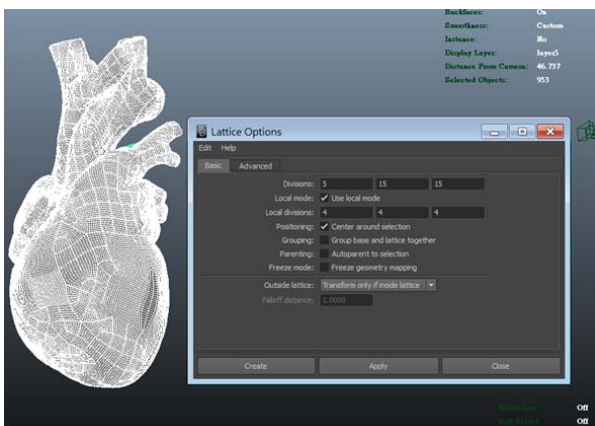 Backfaces: On
Smoothness: Custom
Instance: No
Display Layer: layer5
Distance From Camera: 46.737
Selected Objects: 953
Lattice Options
Edit Help
Basic Advanced
Divisions: 5 15 15
Local mode: Use local mode
Local divisions: 4 4 4
Positioning: Center around selection
Grouping: Group base and lattice together
Parenting: Autoparent to selection
Freeze mode: Freeze geometry mapping
Outside lattice: Transform only if inside lattice
Falloff distance: 1.0000
Create Apply Close
Off
Off